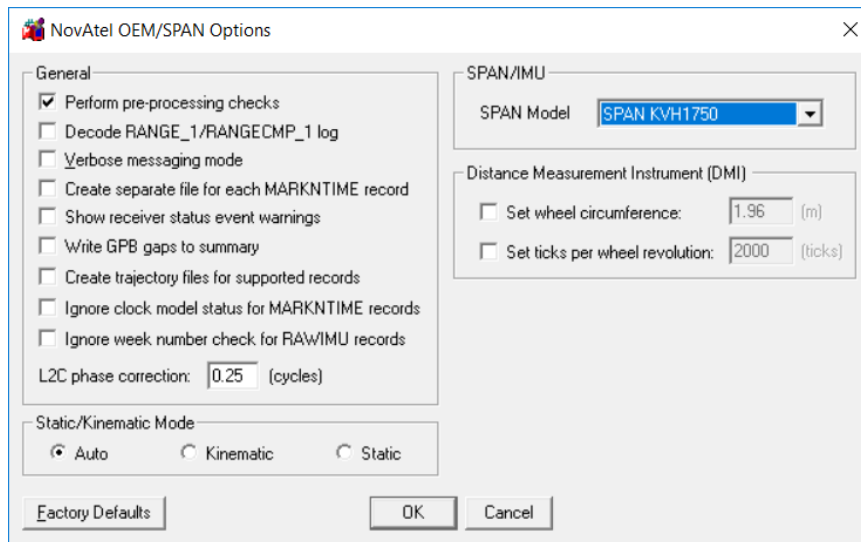 NovAtel OEM/SPAN Options
General
Perform pre-processing checks
Decode RANGE_1/RANGECMP_1 log
Verbose messaging mode
Create separate file for each MARKNTIME record
Show receiver status event warnings
Write GPB gaps to summary
Create trajectory files for supported records
Ignore clock model status for MARKNTIME records
Ignore week number check for RAWIMU records
L2C phase correction: 0.25 (cycles)
Static/Kinematic Mode
Auto Kinematic Static
SPAN/IMU
SPAN Model SPAN KVH1750
Distance Measurement Instrument (DMI)
Set wheel circumference: 1.96 (m)
Set ticks per wheel revolution: 2000 (ticks)
Factory Defaults OK Cancel